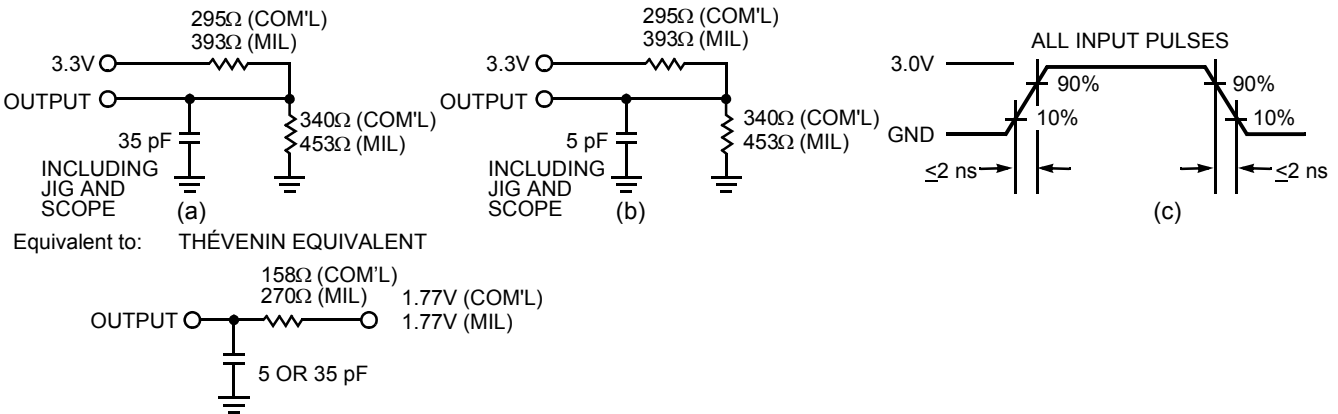 295Ω (COM'L)
393Ω (MIL)
3.3V
OUTPUT
35 pF
340Ω (COM'L)
453Ω (MIL)
INCLUDING
JIG AND
SCOPE
(a)
295Ω (COM'L)
393Ω (MIL)
3.3V
OUTPUT
5 pF
340Ω (COM'L)
453Ω (MIL)
INCLUDING
JIG AND
SCOPE
(b)
ALL INPUT PULSES
3.0V
90%
90%
10%
10%
GND
≤2 ns
≤2 ns
(c)
Equivalent to: THÉVENIN EQUIVALENT
158Ω (COM'L)
270Ω (MIL)
1.77V (COM'L)
1.77V (MIL)
OUTPUT
5 OR 35 pF